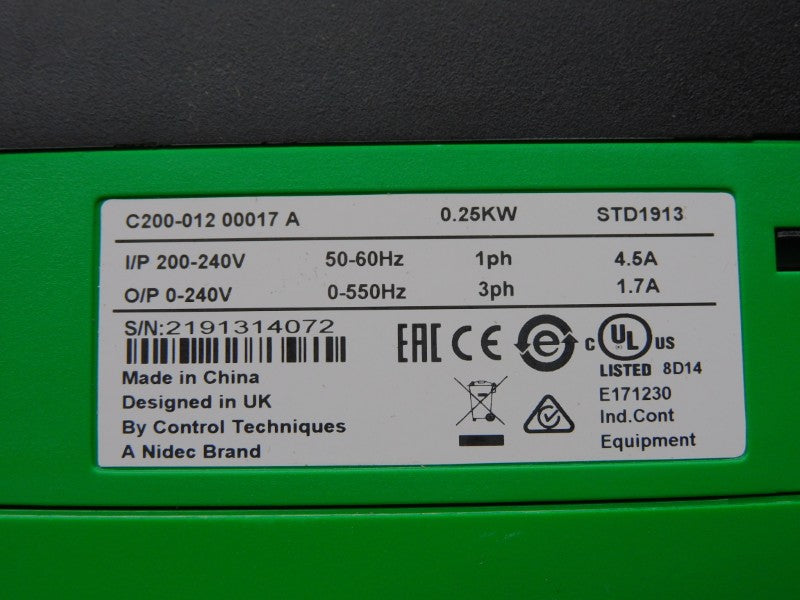 C200-012 00017 A 0.25KW STD1913
I/P 200-240V 50-60Hz 1ph 4.5A
O/P 0-240V 0-550Hz 3ph 1.7A
S/N:2191314072
EAC CE e c UL US
LISTED 8D14
Made in China
Designed in UK
By Control Techniques
A Nidec Brand
E171230
Ind.Cont
Equipment